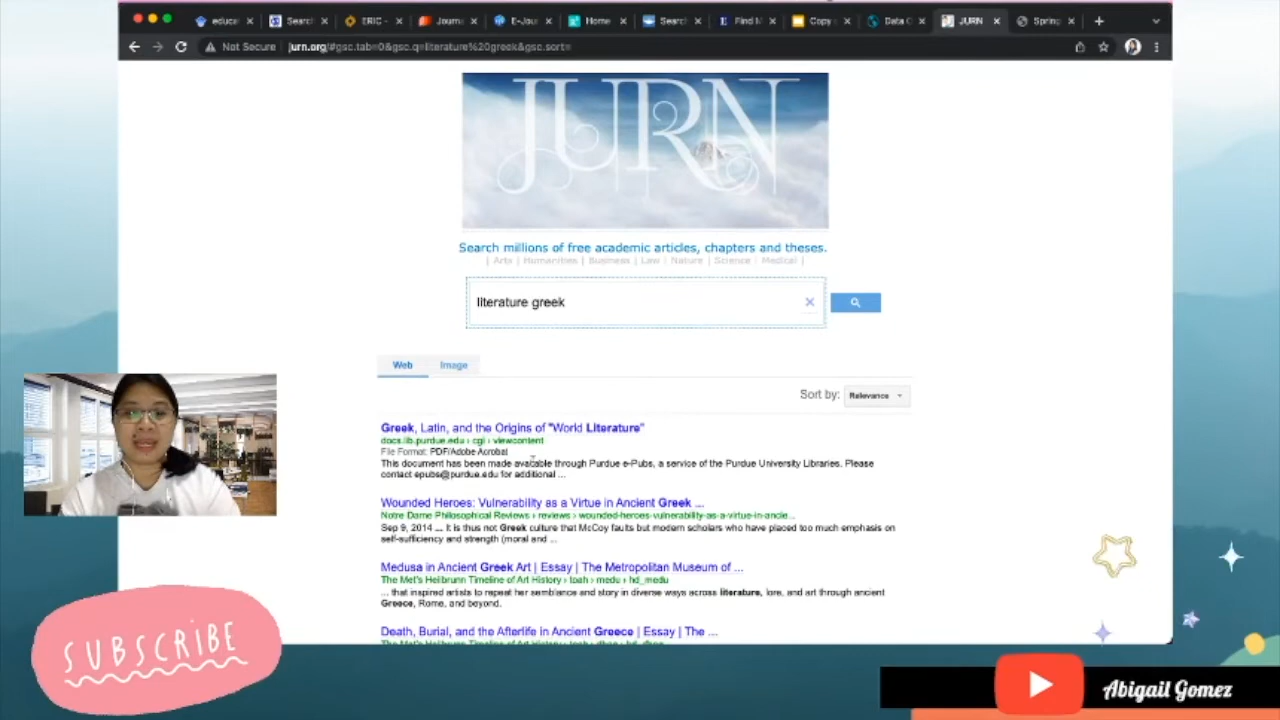 educa
Search
ERIC -
Journa
E-Jou
Home
Search
Find
Copy
Data
JURN
Spring
Not Secure
jurn.org/#gsc.tab=0&gsc.q=literature%20greek&gsc.sort=
JURN
Search millions of free academic articles, chapters and theses.
| Arts | Humanities | Business | Law | Nature | Science | Medical |
literature greek
Web Image
Sort by: Relevance
Greek, Latin, and the Origins of "World Literature"
docs.lib.purdue.edu › cgi › viewcontent
File Format: PDF/Adobe Acrobat
This document has been made available through Purdue e-Pubs, a service of the Purdue University Libraries. Please
contact epubs@purdue.edu for additional ...
Wounded Heroes: Vulnerability as a Virtue in Ancient Greek ...
Notre Dame Philosophical Reviews › reviews › wounded-heroes-vulnerability-as-a-virtue-in-ancie...
Sep 9, 2014 ... It is thus not Greek culture that McCoy faults but modern scholars who have placed too much emphasis on
self-sufficiency and strength (moral and ...
Medusa in Ancient Greek Art | Essay | The Metropolitan Museum of ...
The Met's Heilbrunn Timeline of Art History › toah › medu › hd_medu
... that inspired artists to repeat her semblance and story in diverse ways across literature, lore, and art through ancient
Greece, Rome, and beyond.
Death, Burial, and the Afterlife in Ancient Greece | Essay | The ...
SUBSCRIBE
Abigail Gomez